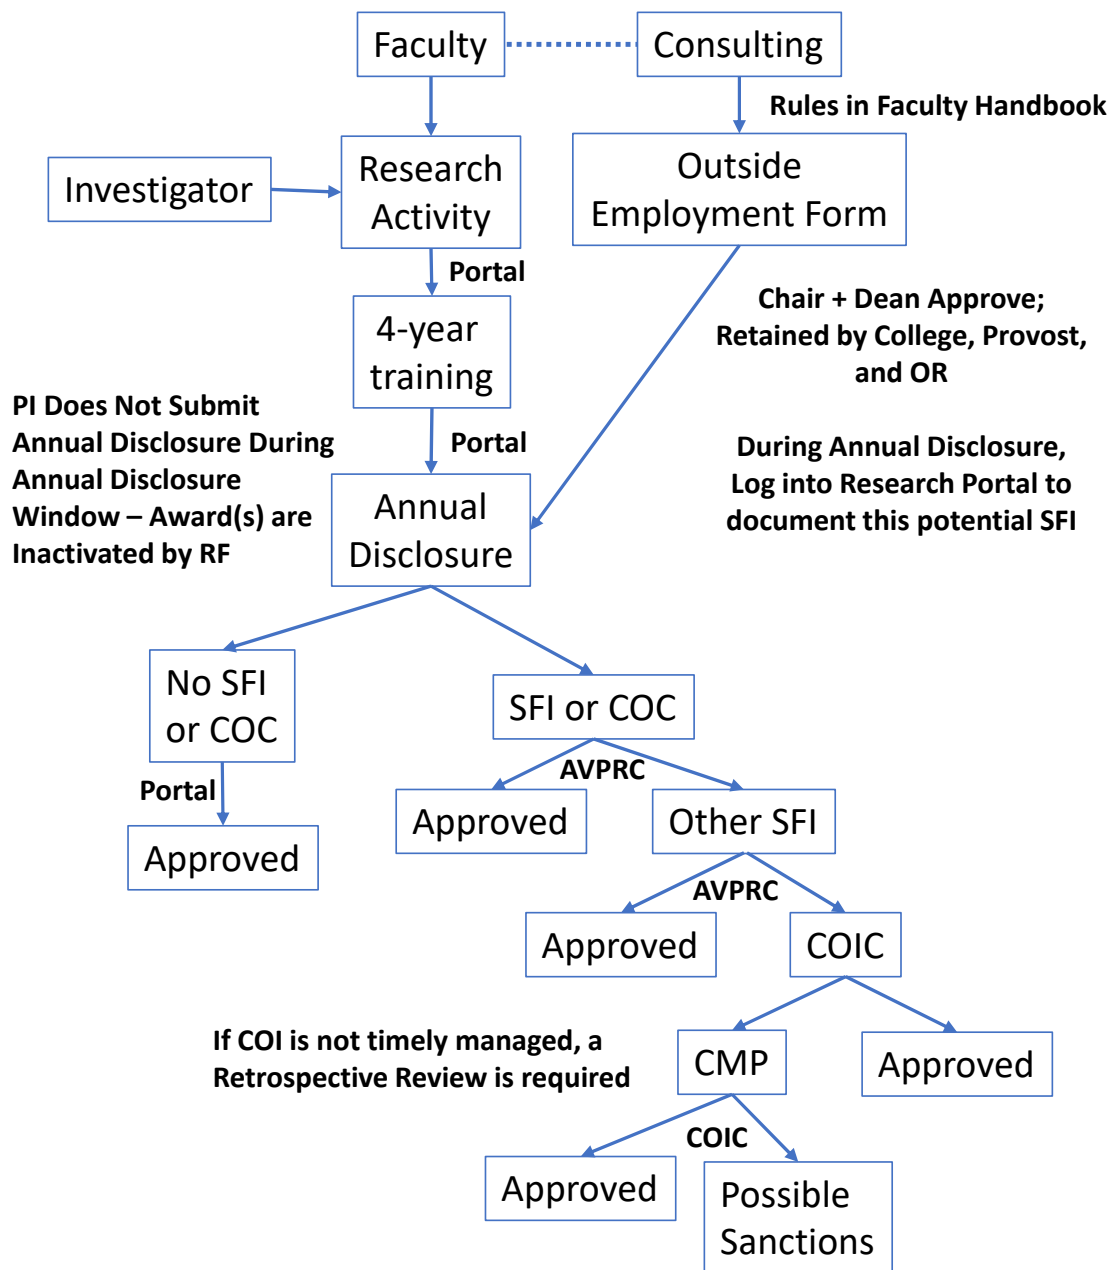 Faculty
Consulting
Rules in Faculty Handbook
Investigator
Research
Activity
Outside
Employment Form
Portal
4-year
training
Chair + Dean Approve;
Retained by College, Provost,
and OR
PI Does Not Submit
Annual Disclosure During
Annual Disclosure
Window – Award(s) are
Inactivated by RF
Portal
During Annual Disclosure,
Log into Research Portal to
document this potential SFI
Annual
Disclosure
No SFI
or COC
SFI or COC
Portal
AVPRC
Approved
Approved
Other SFI
AVPRC
Approved
COIC
If COI is not timely managed, a
Retrospective Review is required
CMP
Approved
COIC
Approved
Possible
Sanctions